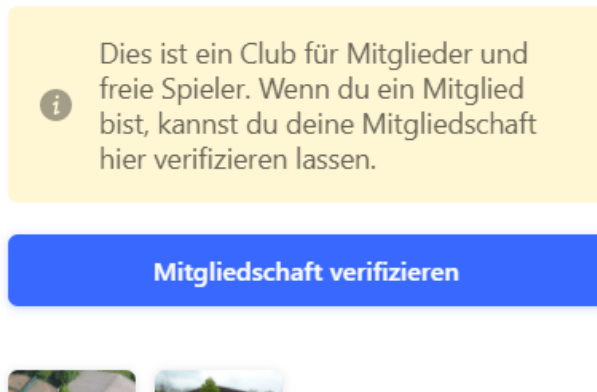 Dies ist ein Club für Mitglieder und
freie Spieler. Wenn du ein Mitglied
bist, kannst du deine Mitgliedschaft
hier verifizieren lassen.
Mitgliedschaft verifizieren